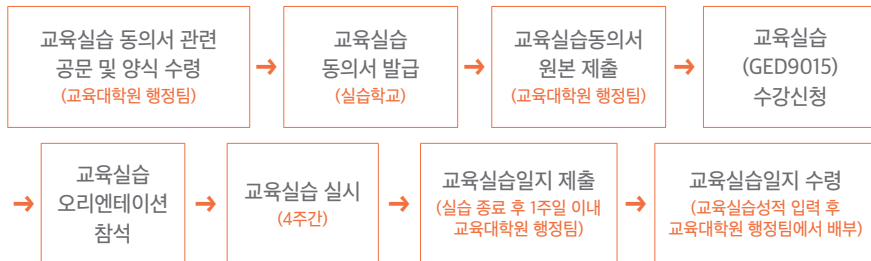 교육실습 동의서 관련
공문 및 양식 수령
(교육대학원 행정팀)
→
교육실습
동의서 발급
(실습학교)
→
교육실습동의서
원본 제출
(교육대학원 행정팀)
→
교육실습
(GED9015)
수강신청
→
교육실습
오리엔테이션
참석
→
교육실습 실시
(4주간)
→
교육실습일지 제출
(실습 종료 후 1주일 이내
교육대학원 행정팀)
→
교육실습일지 수령
(교육실습성적 입력 후
교육대학원 행정팀에서 배부)